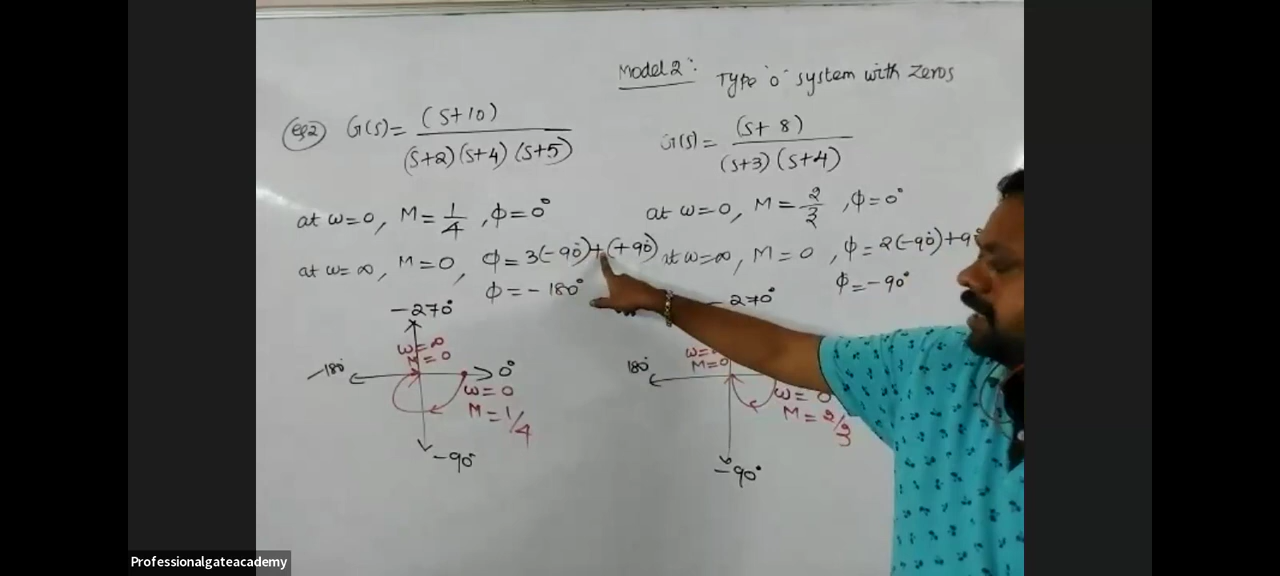 Model 2: Type '0' system with zeros
eg2 G(s) = (s+10)
(s+2)(s+4)(s+5)
at ω=0, M = 1/4, φ=0°
at ω=∞, M=0, φ=3(-90°)+(+90°)
φ=-180°
-270°
ω=∞
M=0
-180°
0°
ω=0
M=1/4
-90°
G(s) = (s+8)
(s+3)(s+4)
at ω=0, M=2/3, φ=0°
at ω=∞, M=0, φ=2(-90°)+9
φ=-90°
-270°
M=0
180°
ω=0
M=2/3
-90°
Professionalgateacademy